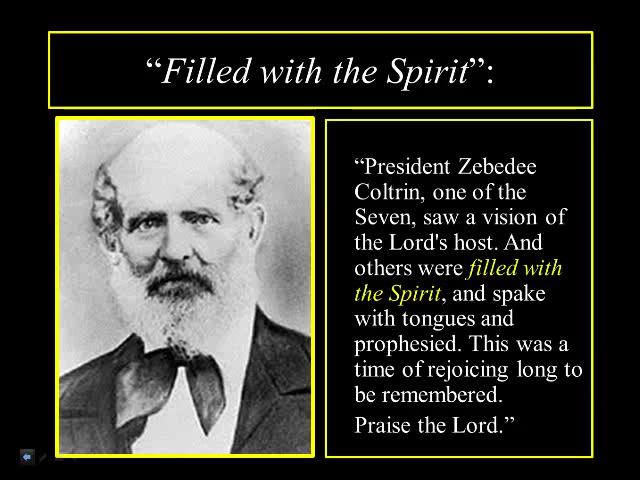 “Filled with the Spirit”:
“President Zebedee
Coltrin, one of the
Seven, saw a vision of
the Lord's host. And
others were filled with
the Spirit, and spake
with tongues and
prophesied. This was a
time of rejoicing long to
be remembered.
Praise the Lord.”